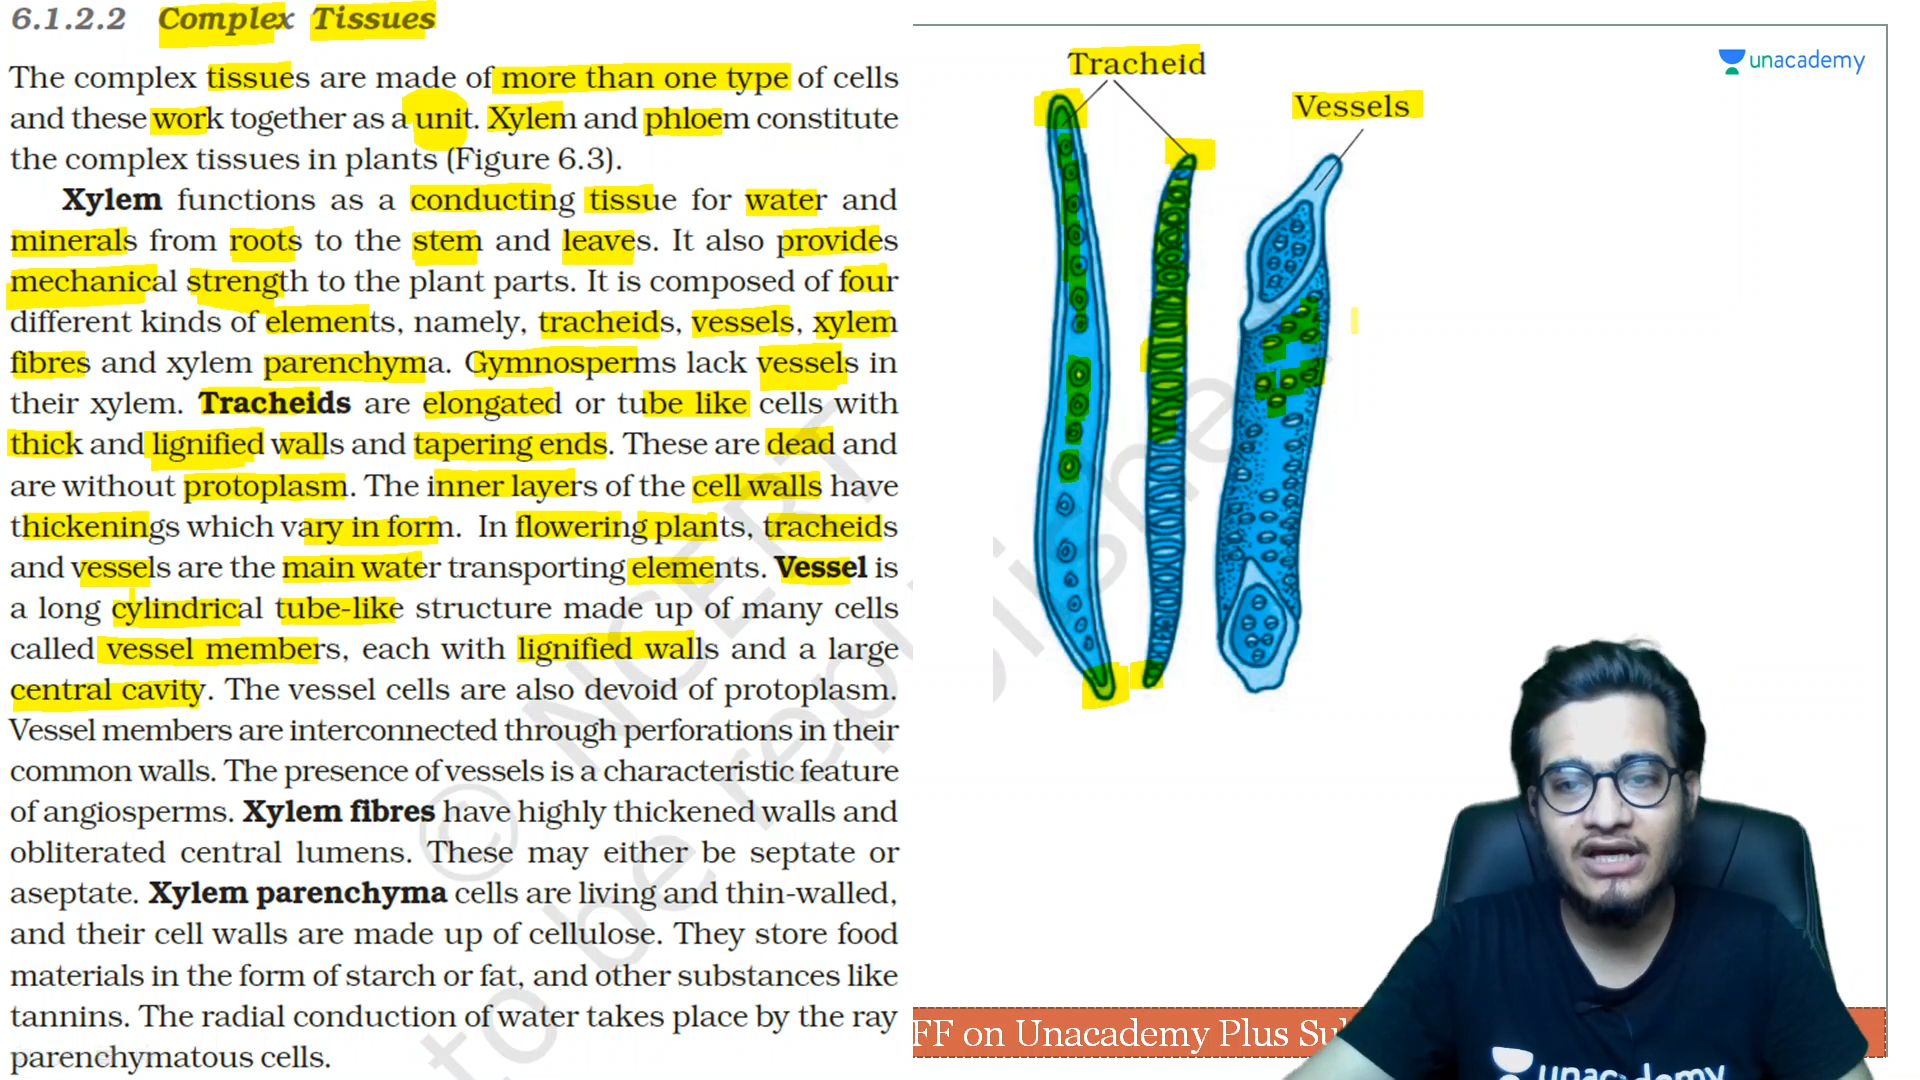 6.1.2.2 Complex Tissues
The complex tissues are made of more than one type of cells
and these work together as a unit. Xylem and phloem constitute
the complex tissues in plants (Figure 6.3).
Xylem functions as a conducting tissue for water and
minerals from roots to the stem and leaves. It also provides
mechanical strength to the plant parts. It is composed of four
different kinds of elements, namely, tracheids, vessels, xylem
fibres and xylem parenchyma. Gymnosperms lack vessels in
their xylem. Tracheids are elongated or tube like cells with
thick and lignified walls and tapering ends. These are dead and
are without protoplasm. The inner layers of the cell walls have
thickenings which vary in form. In flowering plants, tracheids
and vessels are the main water transporting elements. Vessel is
a long cylindrical tube-like structure made up of many cells
called vessel members, each with lignified walls and a large
central cavity. The vessel cells are also devoid of protoplasm.
Vessel members are interconnected through perforations in their
common walls. The presence of vessels is a characteristic feature
of angiosperms. Xylem fibres have highly thickened walls and
obliterated central lumens. These may either be septate or
aseptate. Xylem parenchyma cells are living and thin-walled,
and their cell walls are made up of cellulose. They store food
materials in the form of starch or fat, and other substances like
tannins. The radial conduction of water takes place by the ray
parenchymatous cells.
© NCERT
to be republishe
Tracheid
Vessels
unacademy
FF on Unacademy Plus Su
unacademy